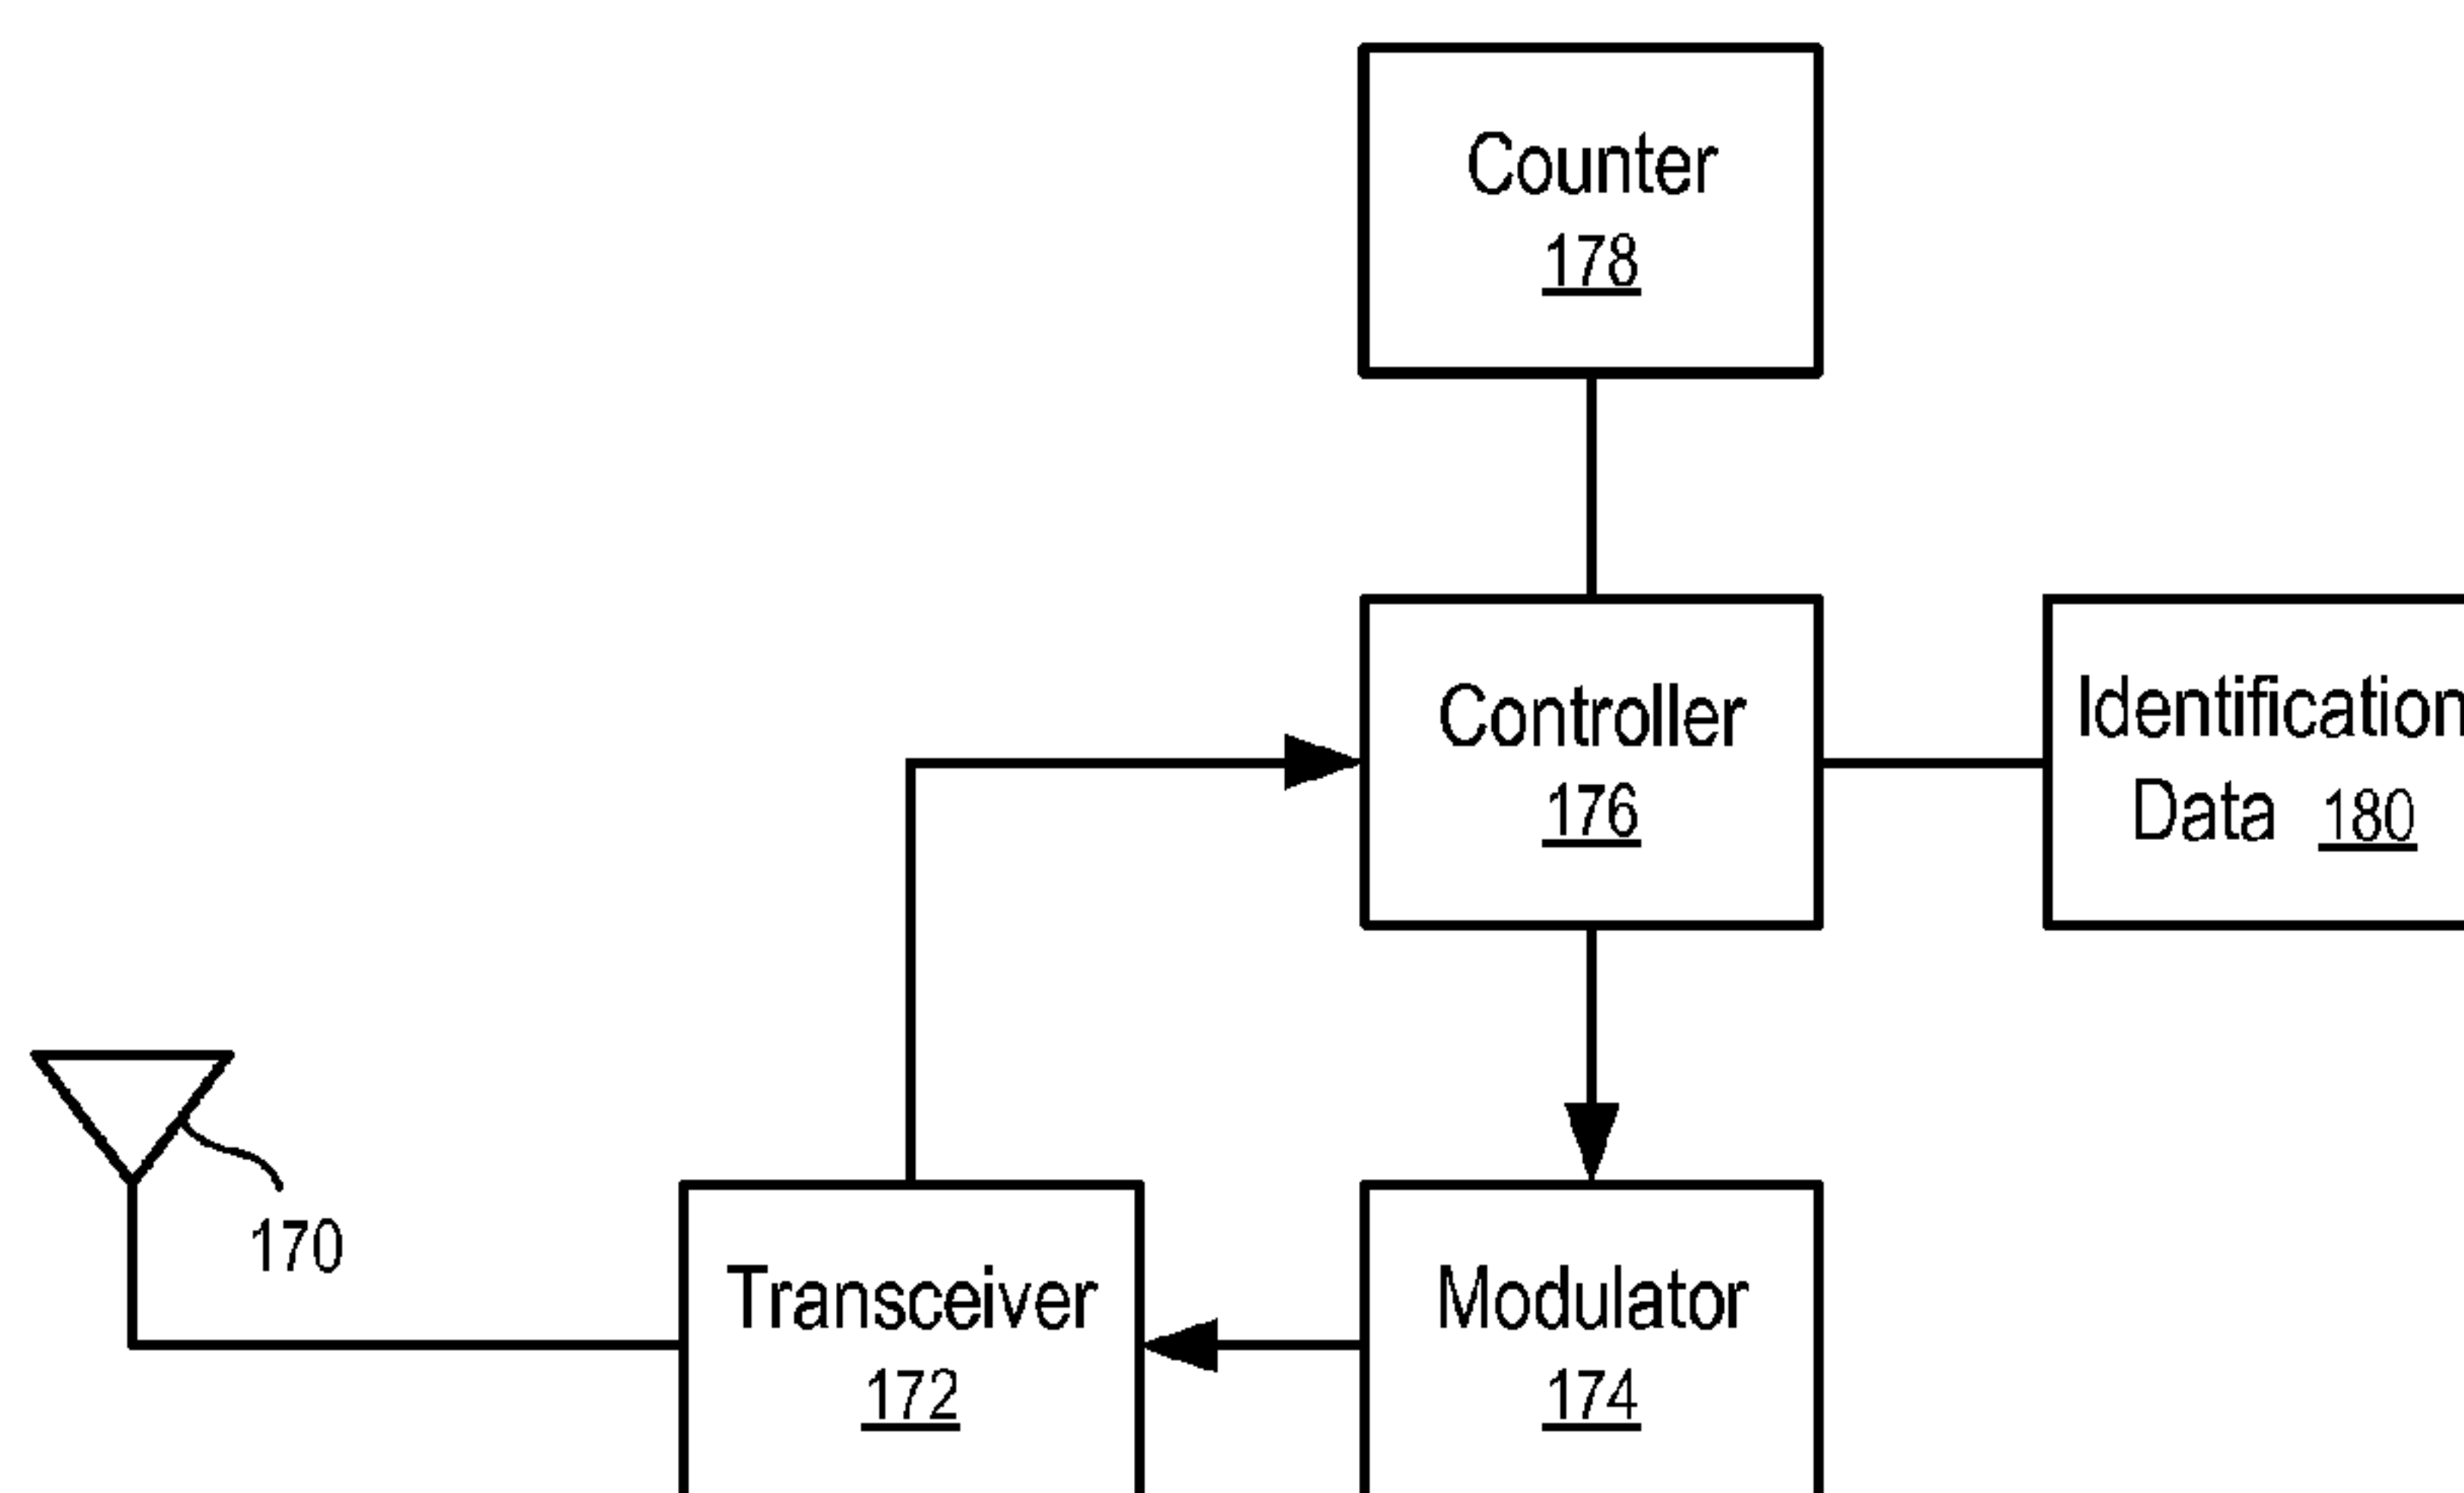 Counter
178
Controller
176
Identification
Data 180
170
Transceiver
172
Modulator
174